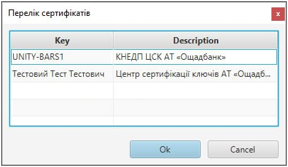 Перелік сертифікатів
x
Key Description
UNITY-BARS1 КНЕДП ЦСК АТ «Ощадбанк»
Тестовий Тест Тестович Центр сертифікації ключів АТ «Ощадб...
Ok Cancel